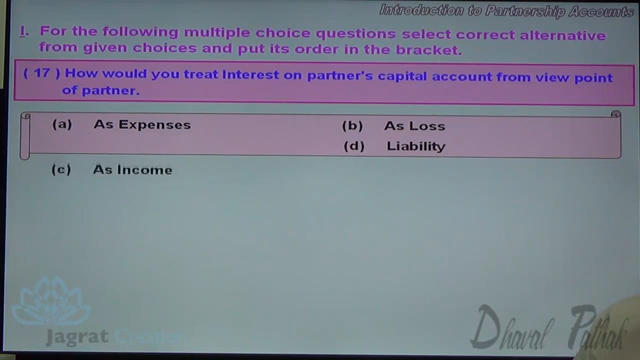 Introduction to Partnership Accounts
I. For the following multiple choice questions select correct alternative
from given choices and put its order in the bracket.
( 17 ) How would you treat Interest on partner's capital account from view point
of partner.
(a) As Expenses (b) As Loss
(d) Liability
(c) As Income
Jagrat
Dhaval Pathak